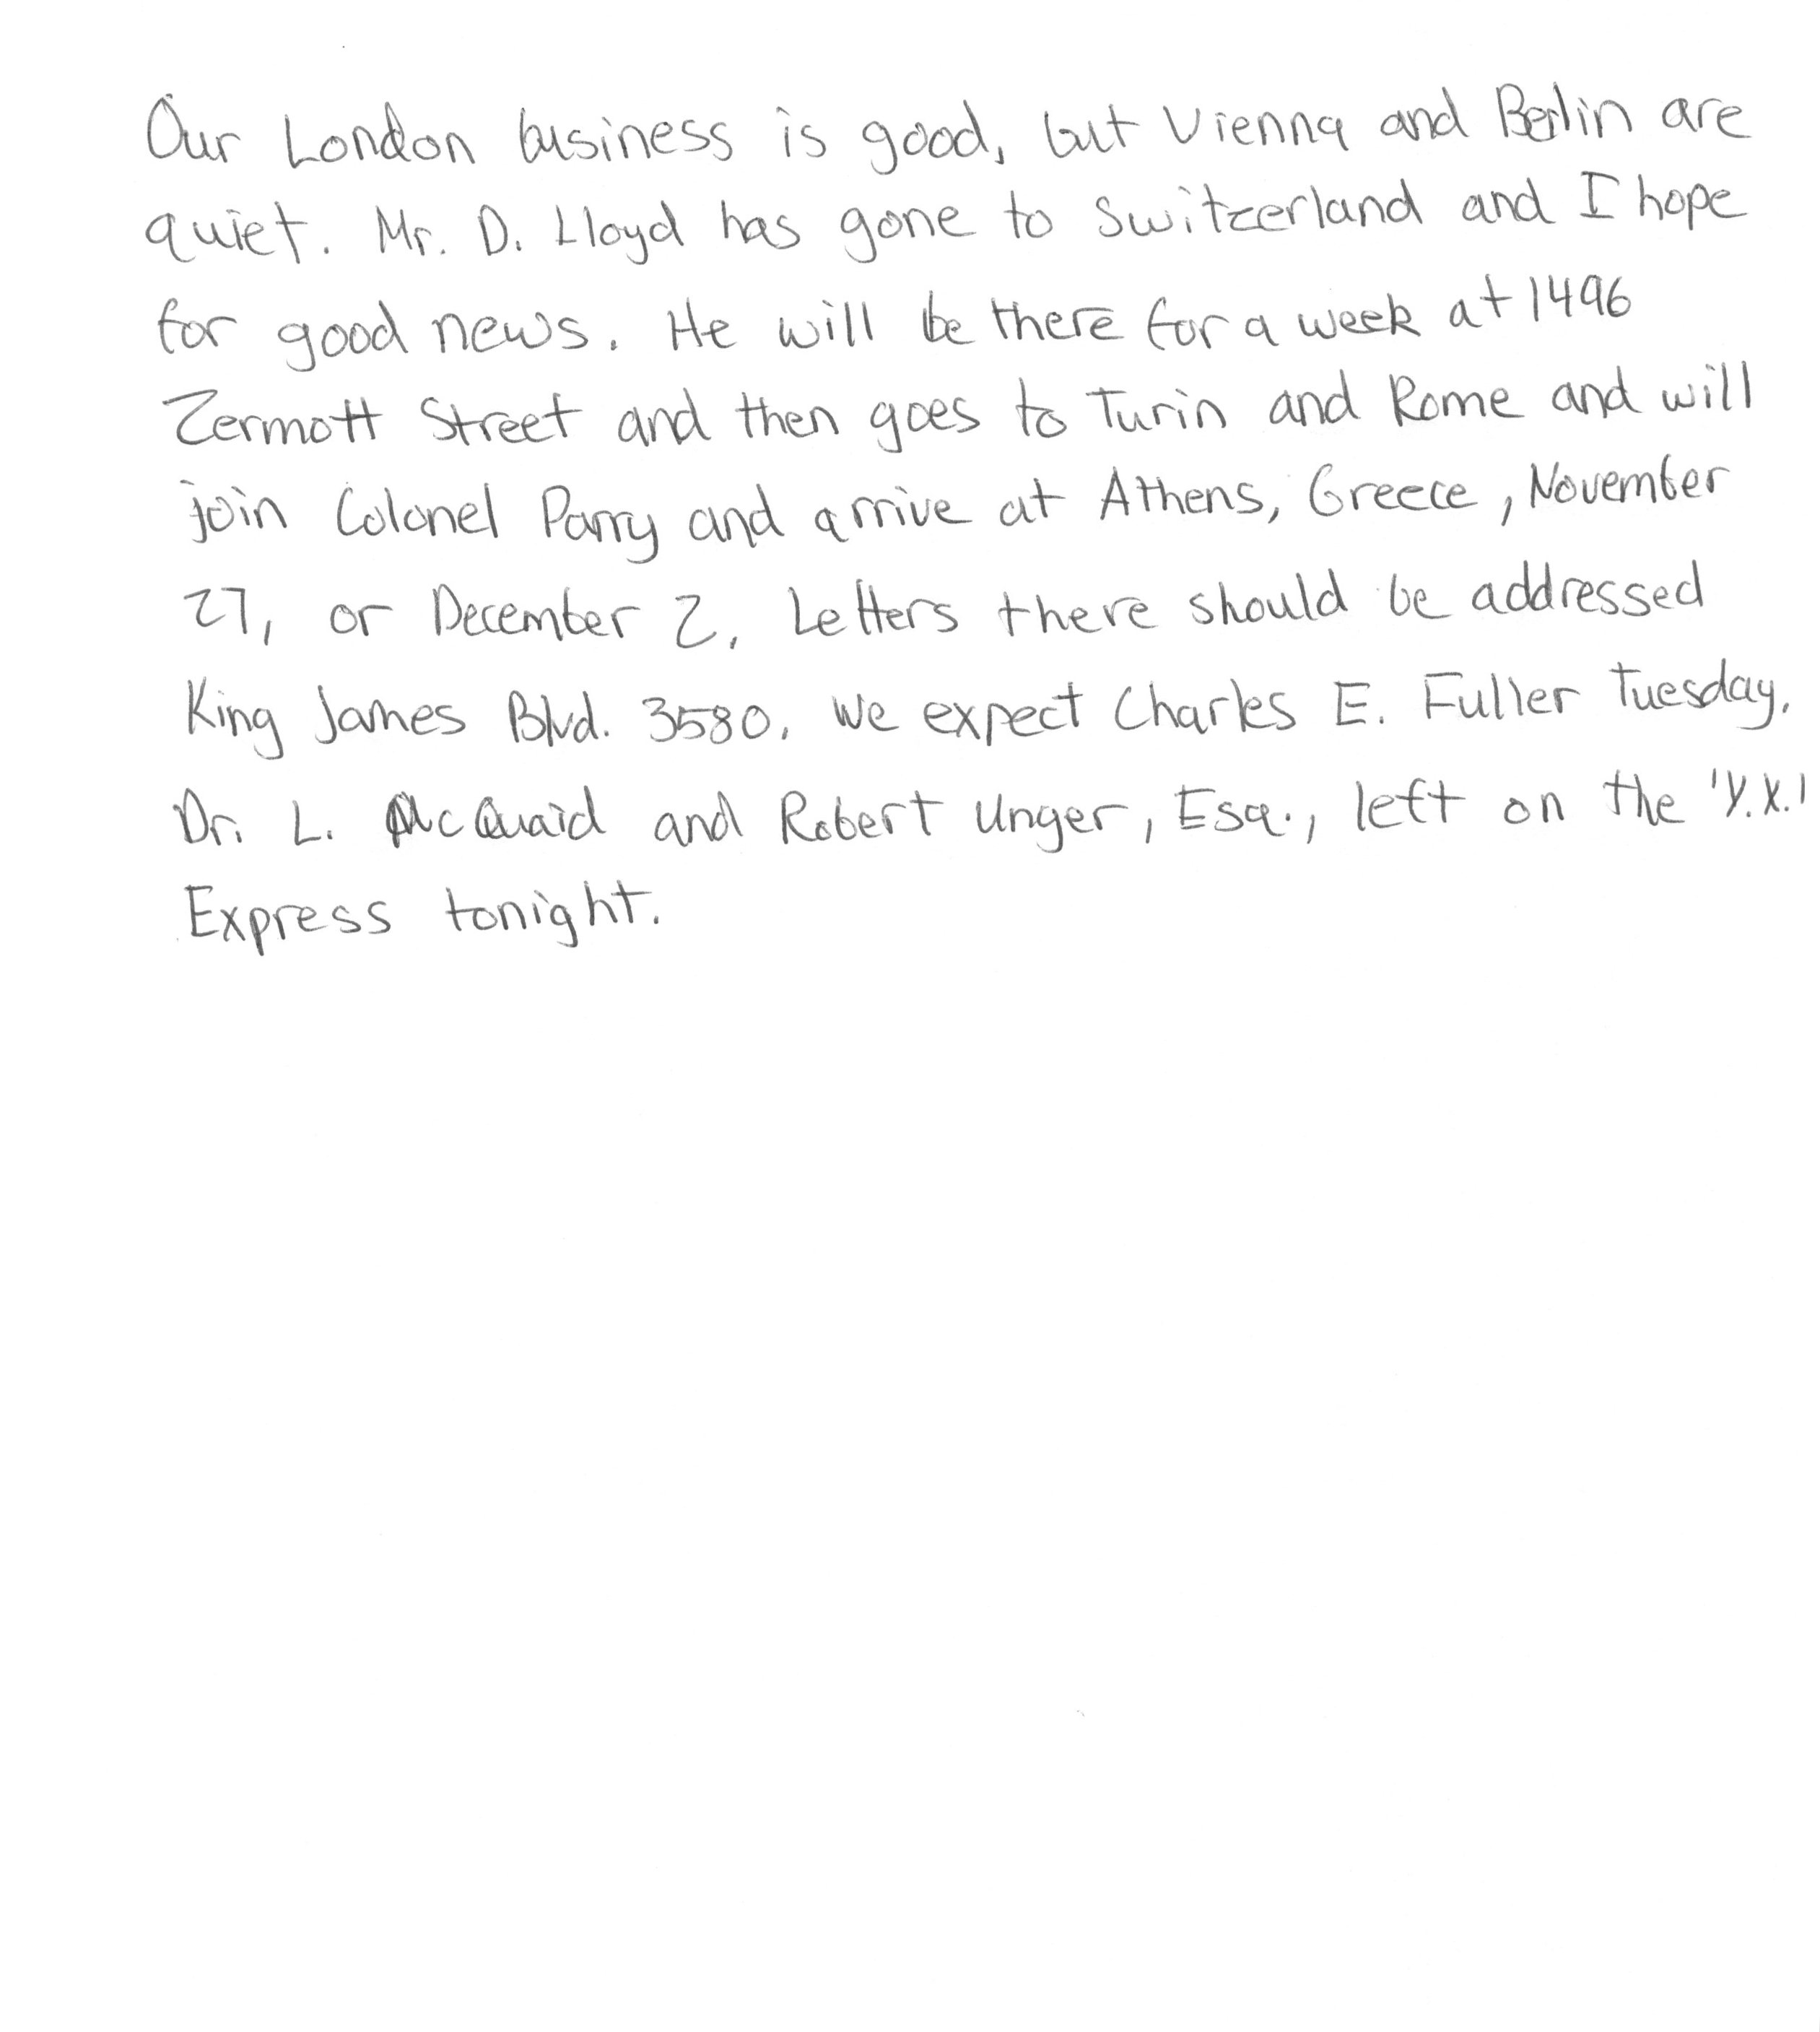 Our London business is good, but Vienna and Berlin are
quiet. Mr. D. Lloyd has gone to Switzerland and I hope
for good news. He will be there for a week at 1496
Zermott Street and then goes to Turin and Rome and will
join Colonel Parry and arrive at Athens, Greece, November
27, or December 2. Letters there should be addressed
King James Blvd. 3580. We expect Charles E. Fuller Tuesday.
Dr. L. McQuaid and Robert Unger, Esq., left on the 'Y.X.'
Express tonight.